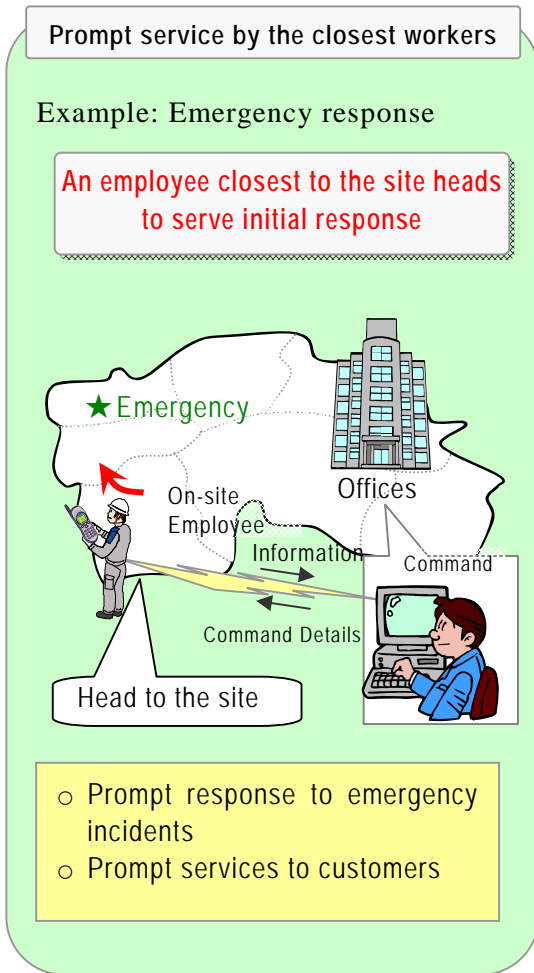 Prompt service by the closest workers
Example: Emergency response
An employee closest to the site heads
to serve initial response
★Emergency
Offices
On-site
Employee
Information
Command
Command Details
Head to the site
○ Prompt response to emergency
incidents
○ Prompt services to customers